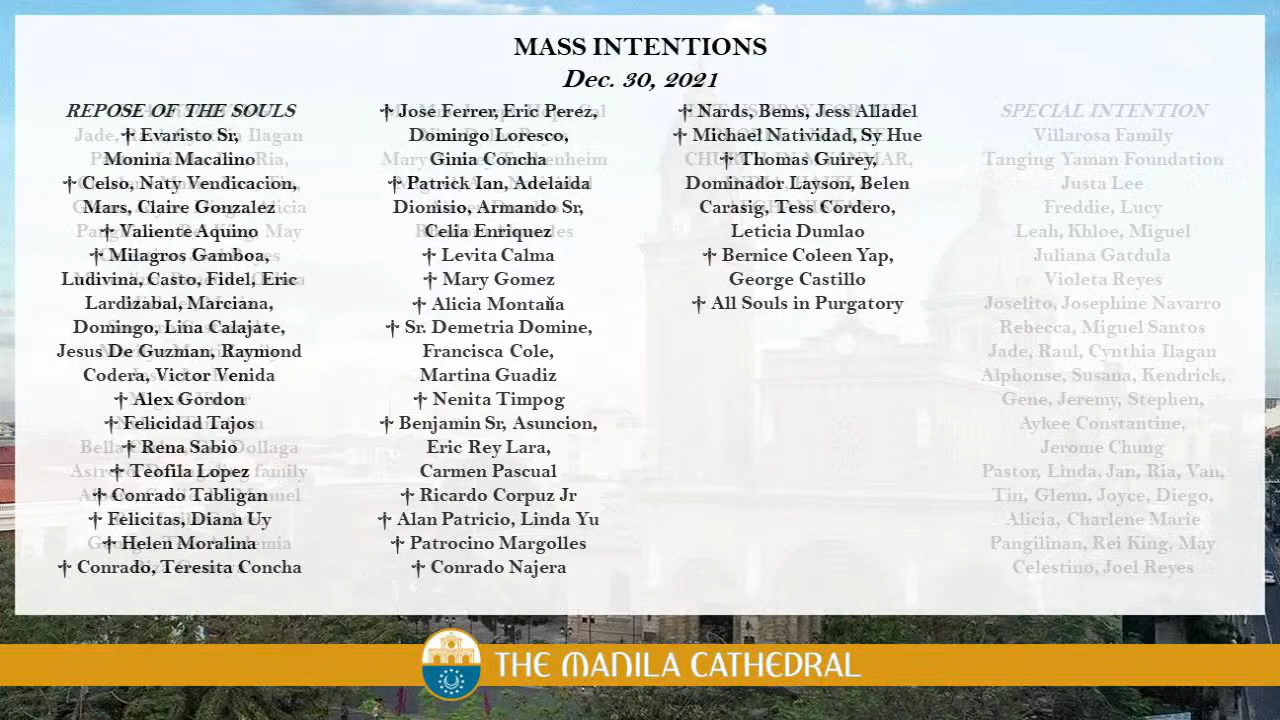 MASS INTENTIONS
Dec. 30, 2021
REPOSE OF THE SOULS
✝ Evaristo Sr,
Monina Macalino
✝ Celso, Naty Vendicacion,
Mars, Claire Gonzalez
✝ Valiente Aquino
✝ Milagros Gamboa,
Ludivina, Casto, Fidel, Eric
Lardizabal, Marciana,
Domingo, Lina Calajate,
Jesus De Guzman, Raymond
Codera, Victor Venida
✝ Alex Gordon
✝ Felicidad Tajos
✝ Rena Sabio
✝ Teofila Lopez
✝ Conrado Tabligan
✝ Felicitas, Diana Uy
✝ Helen Moralina
✝ Conrado, Teresita Concha
✝ Jose Ferrer, Eric Perez,
Domingo Loresco,
Ginia Concha
✝ Patrick Ian, Adelaida
Dionisio, Armando Sr,
Celia Enriquez
✝ Levita Calma
✝ Mary Gomez
✝ Alicia Montaňa
✝ Sr. Demetria Domine,
Francisca Cole,
Martina Guadiz
✝ Nenita Timpog
✝ Benjamin Sr, Asuncion,
Eric Rey Lara,
Carmen Pascual
✝ Ricardo Corpuz Jr
✝ Alan Patricio, Linda Yu
✝ Patrocino Margolles
✝ Conrado Najera
✝ Nards, Bems, Jess Alladel
✝ Michael Natividad, Sy Hue
✝ Thomas Guirey,
Dominador Layson, Belen
Carasig, Tess Cordero,
Leticia Dumlao
✝ Bernice Coleen Yap,
George Castillo
✝ All Souls in Purgatory
SPECIAL INTENTION
Villarosa Family
Tanging Yaman Foundation
Justa Lee
Freddie, Lucy
Leah, Khloe, Miguel
Juliana Gatdula
Violeta Reyes
Joselito, Josephine Navarro
Rebecca, Miguel Santos
Jade, Raul, Cynthia Ilagan
Alphonse, Susana, Kendrick,
Gene, Jeremy, Stephen,
Aykee Constantine,
Jerome Chung
Pastor, Linda, Jan, Ria, Van,
Tin, Glenn, Joyce, Diego,
Alicia, Charlene Marie
Pangilinan, Rei King, May
Celestino, Joel Reyes
THE MANILA CATHEDRAL